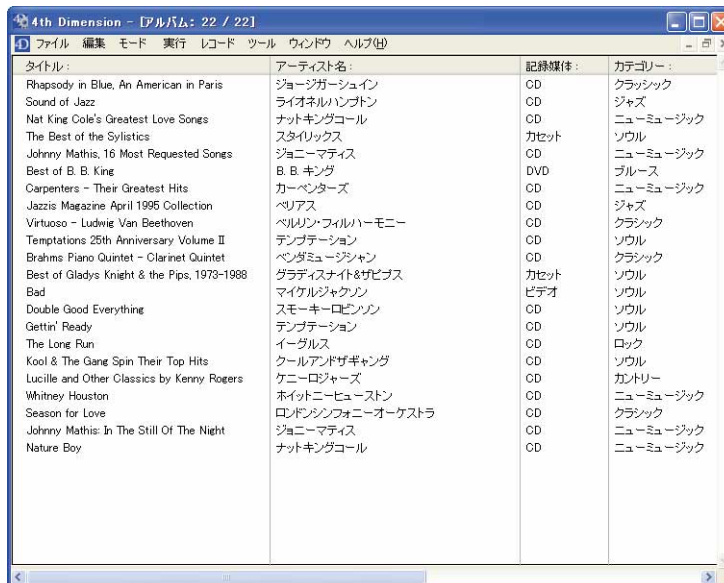 4th Dimension - [アルバム: 22 / 22]
ファイル 編集 モード 実行 レコード ツール ウィンドウ ヘルプ(H)
タイトル: アーティスト名: 記録媒体: カテゴリー:
Rhapsody in Blue, An American in Paris ジョージガーシュイン CD クラッシック
Sound of Jazz ライオネルハンプトン CD ジャズ
Nat King Cole's Greatest Love Songs ナットキングコール CD ニューミュージック
The Best of the Sylistics スタイリックス カセット ソウル
Johnny Mathis, 16 Most Requested Songs ジョニーマティス CD ニューミュージック
Best of B. B. King B. B. キング DVD ブルース
Carpenters - Their Greatest Hits カーペンターズ CD ニューミュージック
Jazzis Magazine April 1995 Collection ベリアス CD ジャズ
Virtuoso - Ludwig Van Beethoven ベルリン・フィルハーモニー CD クラシック
Temptations 25th Anniversary Volume Ⅱ テンプテーション CD ソウル
Brahms Piano Quintet - Clarinet Quintet ベンダミュージシャン CD クラシック
Best of Gladys Knight & the Pips, 1973-1988 グラディスナイト&ザピプス カセット ソウル
Bad マイケルジャクソン ビデオ ソウル
Double Good Everything スモーキーロビンソン CD ソウル
Gettin' Ready テンプテーション CD ソウル
The Long Run イーグルス CD ロック
Kool & The Gang Spin Their Top Hits クールアンドザギャング CD ソウル
Lucille and Other Classics by Kenny Rogers ケニーロジャーズ CD カントリー
Whitney Houston ホイットニーヒューストン CD ニューミュージック
Season for Love ロンドンシンフォニーオーケストラ CD クラシック
Johnny Mathis: In The Still Of The Night ジョニーマティス CD ニューミュージック
Nature Boy ナットキングコール CD ニューミュージック